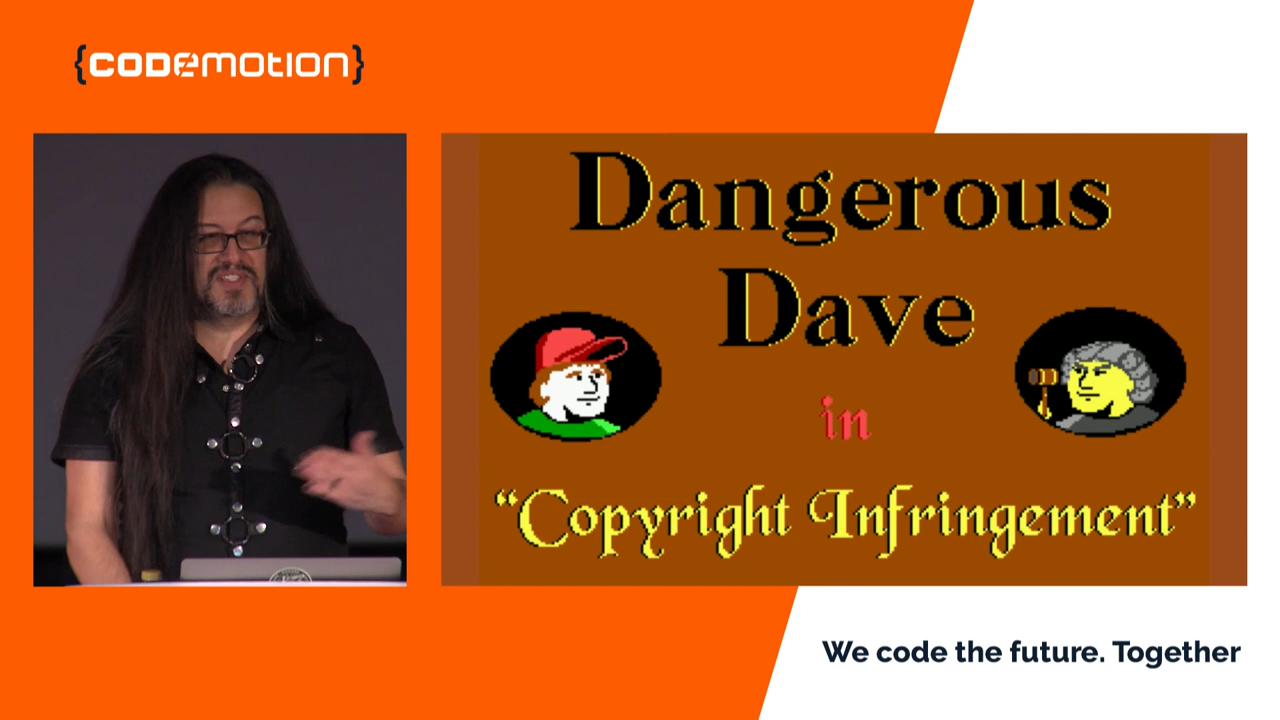 {CODEMOTION}
Dangerous
Dave
in
“Copyright Infringement”
We code the future. Together